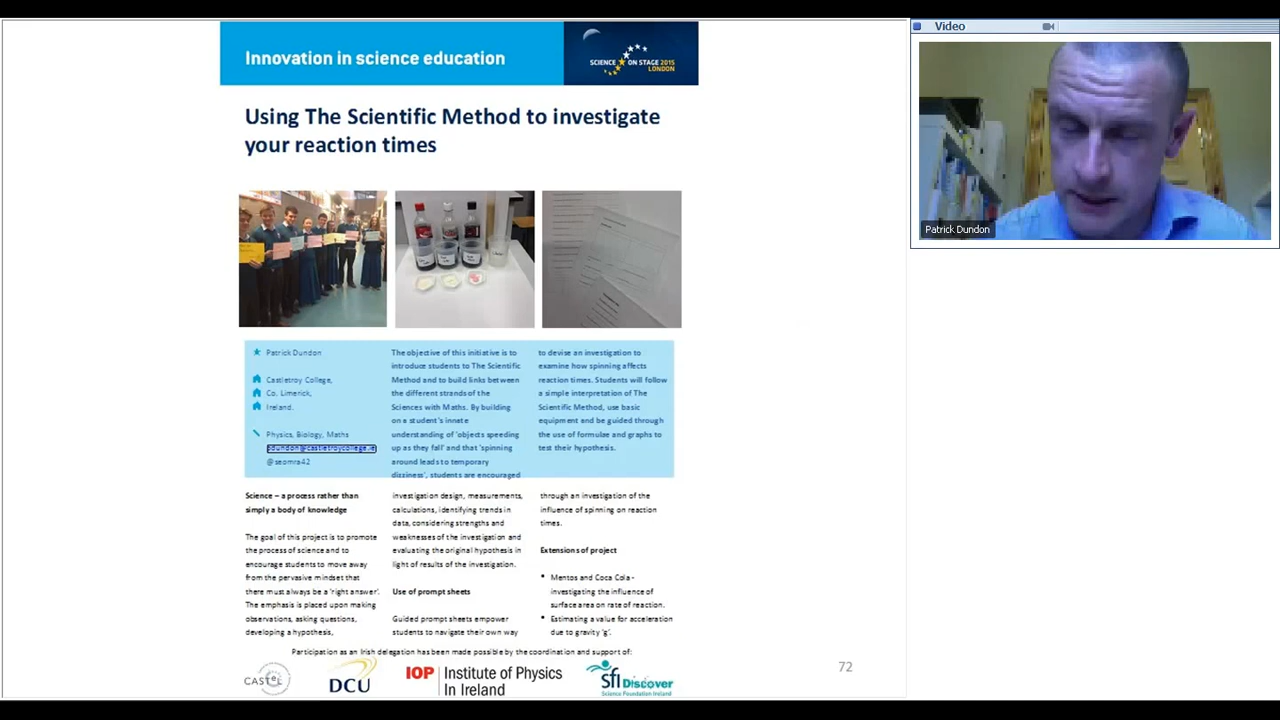 Innovation in science education
SCIENCE ON STAGE 2015
LONDON
Using The Scientific Method to investigate
your reaction times
Patrick Dundon
Castletroy College,
Co. Limerick,
Ireland.
Physics, Biology, Maths
pdundon@castletroycollege.ie
@seomra42
The objective of this initiative is to
introduce students to The Scientific
Method and to build links between
the different strands of the
Sciences with Maths. By building
on a student's innate
understanding of 'objects speeding
up as they fall' and that 'spinning
around leads to temporary
dizziness', students are encouraged
to devise an investigation to
examine how spinning affects
reaction times. Students will follow
a simple interpretation of The
Scientific Method, use basic
equipment and be guided through
the use of formulae and graphs to
test their hypothesis.
Science – a process rather than
simply a body of knowledge
The goal of this project is to promote
the process of science and to
encourage students to move away
from the pervasive mindset that
there must always be a 'right answer'.
The emphasis is placed upon making
observations, asking questions,
developing a hypothesis,
investigation design, measurements,
calculations, identifying trends in
data, considering strengths and
weaknesses of the investigation and
evaluating the original hypothesis in
light of results of the investigation.
Use of prompt sheets
Guided prompt sheets empower
students to navigate their own way
through an investigation of the
influence of spinning on reaction
times.
Extensions of project
▪ Mentos and Coca Cola -
investigating the influence of
surface area on rate of reaction.
▪ Estimating a value for acceleration
due to gravity 'g'.
Participation as an Irish delegation has been made possible by the coordination and support of:
CASTeL
DCU
IOP Institute of Physics
In Ireland
sfi Discover
Science Foundation Ireland
72
Video
Patrick Dundon